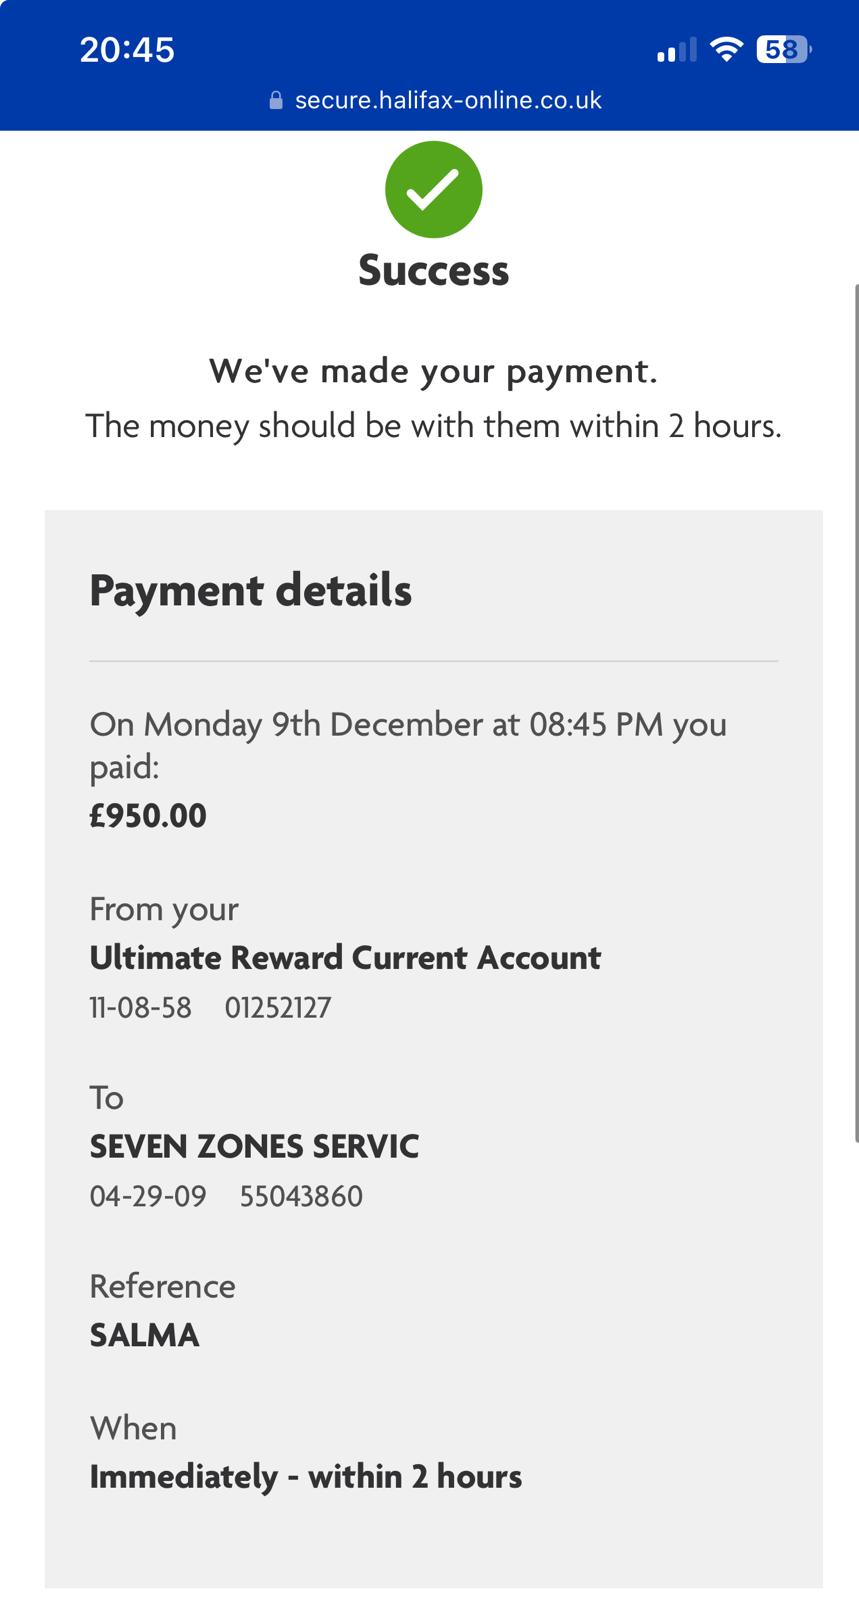 20:45
58
secure.halifax-online.co.uk
Success
We've made your payment.
The money should be with them within 2 hours.
Payment details
On Monday 9th December at 08:45 PM you
paid:
£950.00
From your
Ultimate Reward Current Account
11-08-58 01252127
To
SEVEN ZONES SERVIC
04-29-09 55043860
Reference
SALMA
When
Immediately - within 2 hours